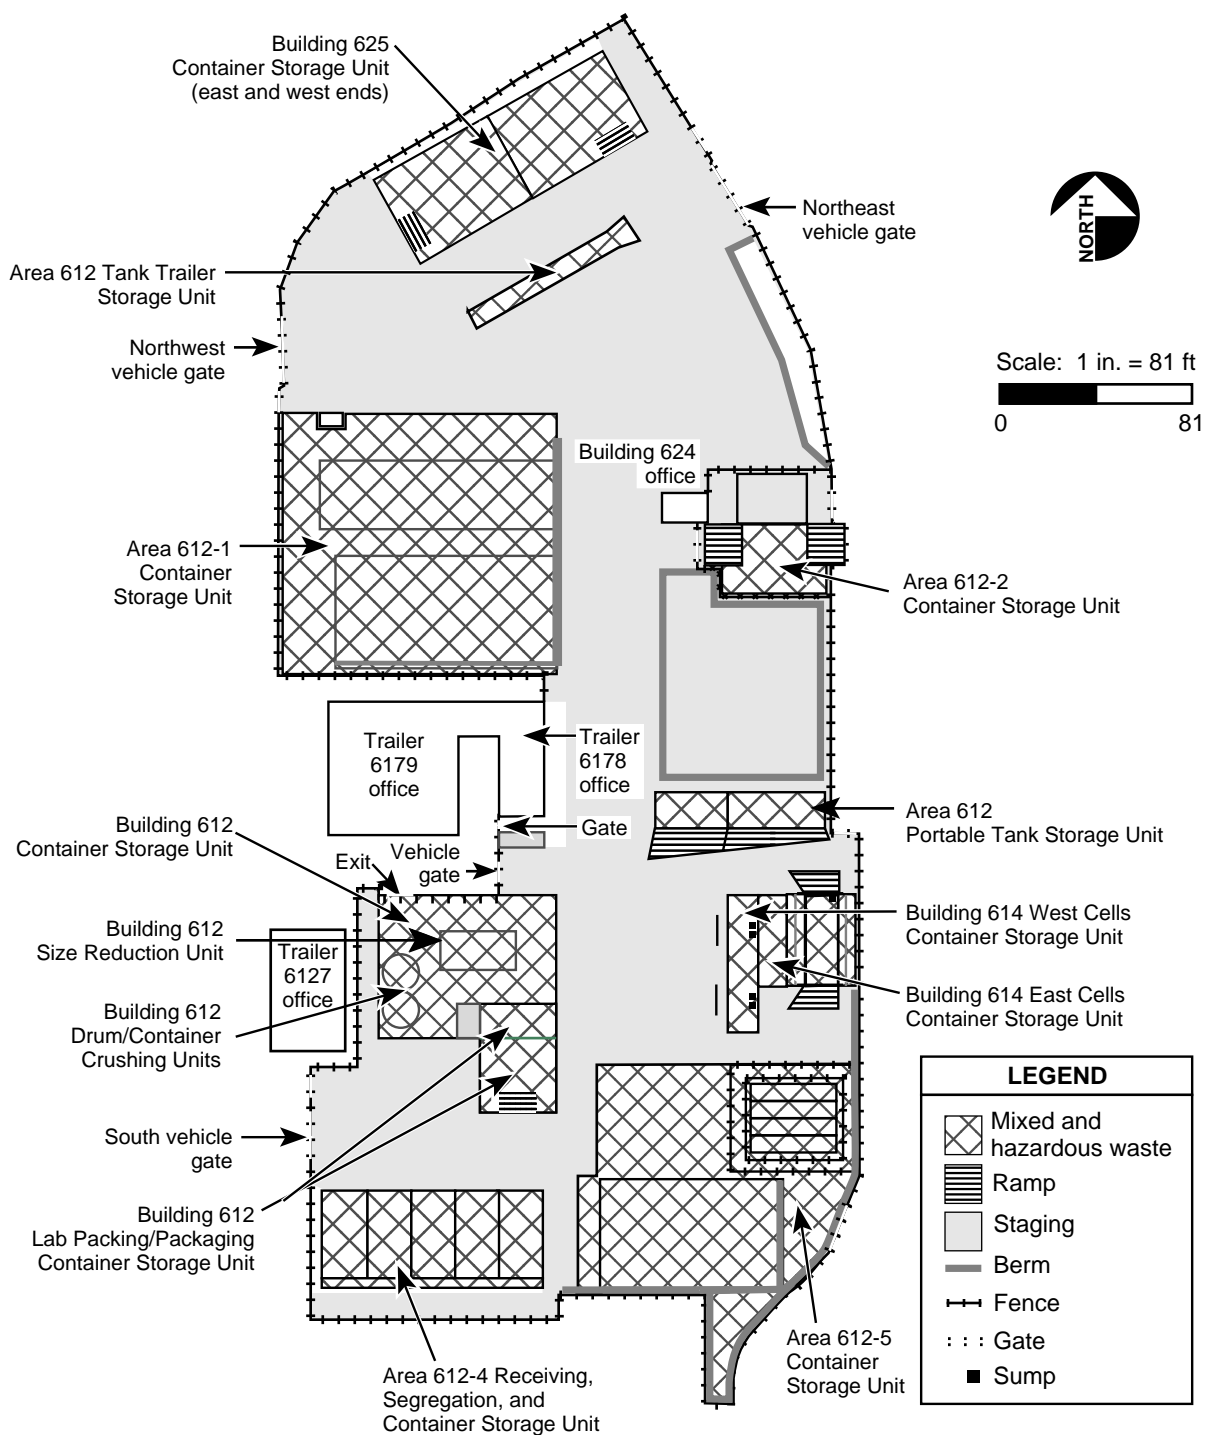 Building 625
Container Storage Unit
(east and west ends)
Northeast
vehicle gate
NORTH
Area 612 Tank Trailer
Storage Unit
Northwest
vehicle gate
Scale: 1 in. = 81 ft
0 81
Building 624
office
Area 612-1
Container
Storage Unit
Area 612-2
Container Storage Unit
Trailer
6179
office
Trailer
6178
office
Area 612
Portable Tank Storage Unit
Building 612
Container Storage Unit
Gate
Vehicle
gate
Exit
Building 614 West Cells
Container Storage Unit
Building 612
Size Reduction Unit
Trailer
6127
office
Building 614 East Cells
Container Storage Unit
Building 612
Drum/Container
Crushing Units
South vehicle
gate
Building 612
Lab Packing/Packaging
Container Storage Unit
Area 612-4 Receiving,
Segregation, and
Container Storage Unit
Area 612-5
Container
Storage Unit
LEGEND
Mixed and
hazardous waste
Ramp
Staging
Berm
Fence
Gate
Sump